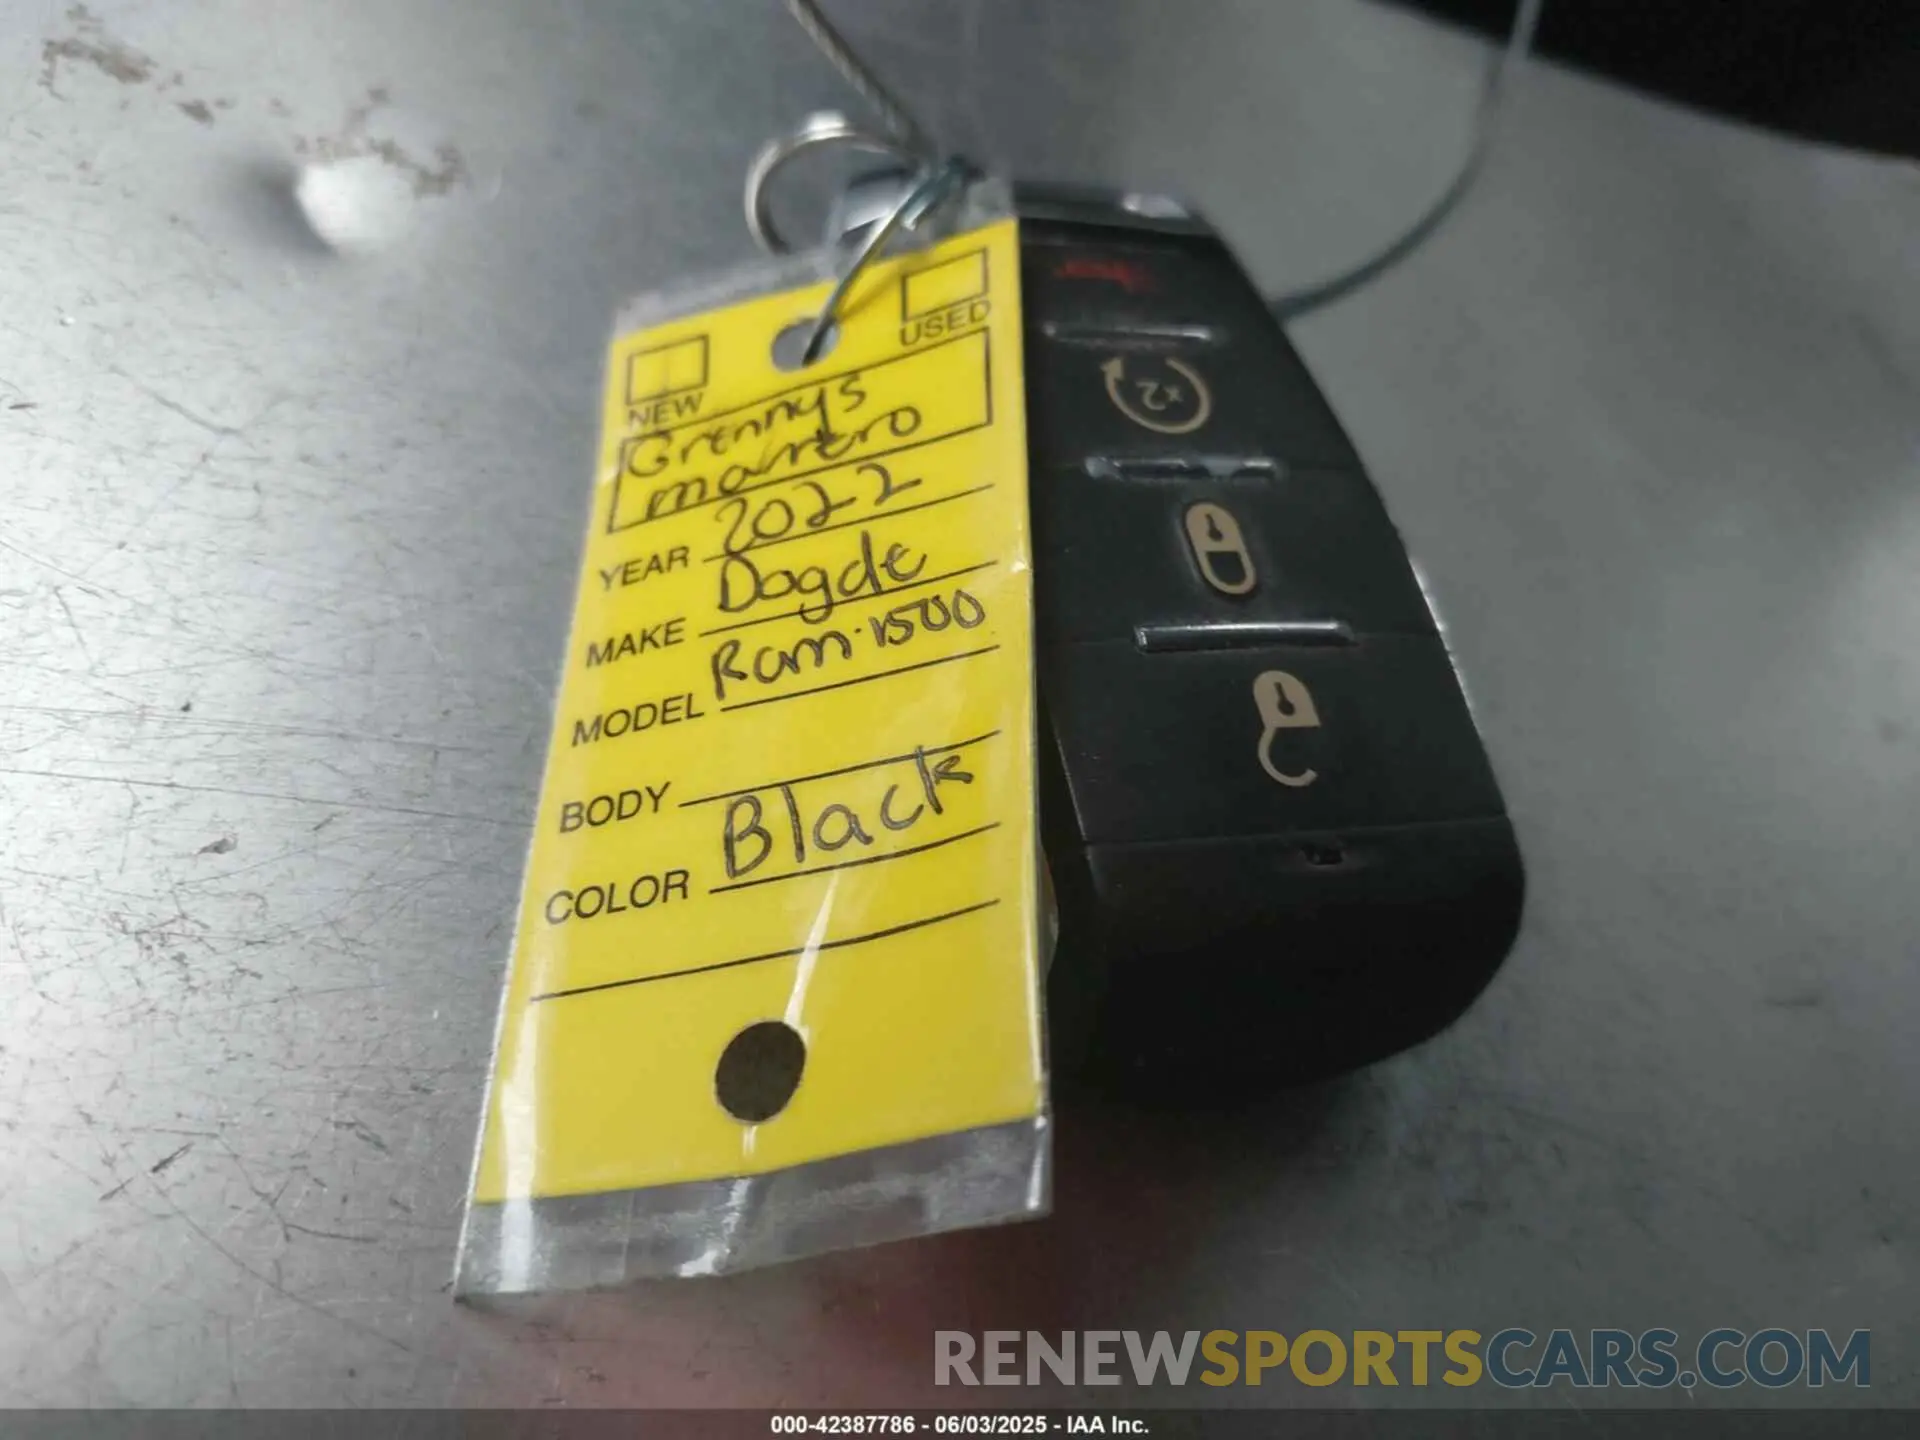 USED
NEW
Grennys
marrero
YEAR 2022
MAKE Dogde
MODEL Ram 1500
BODY
COLOR Black
x2
RENEWSPORTSCARS.COM
000-42387786 - 06/03/2025 - IAA Inc.